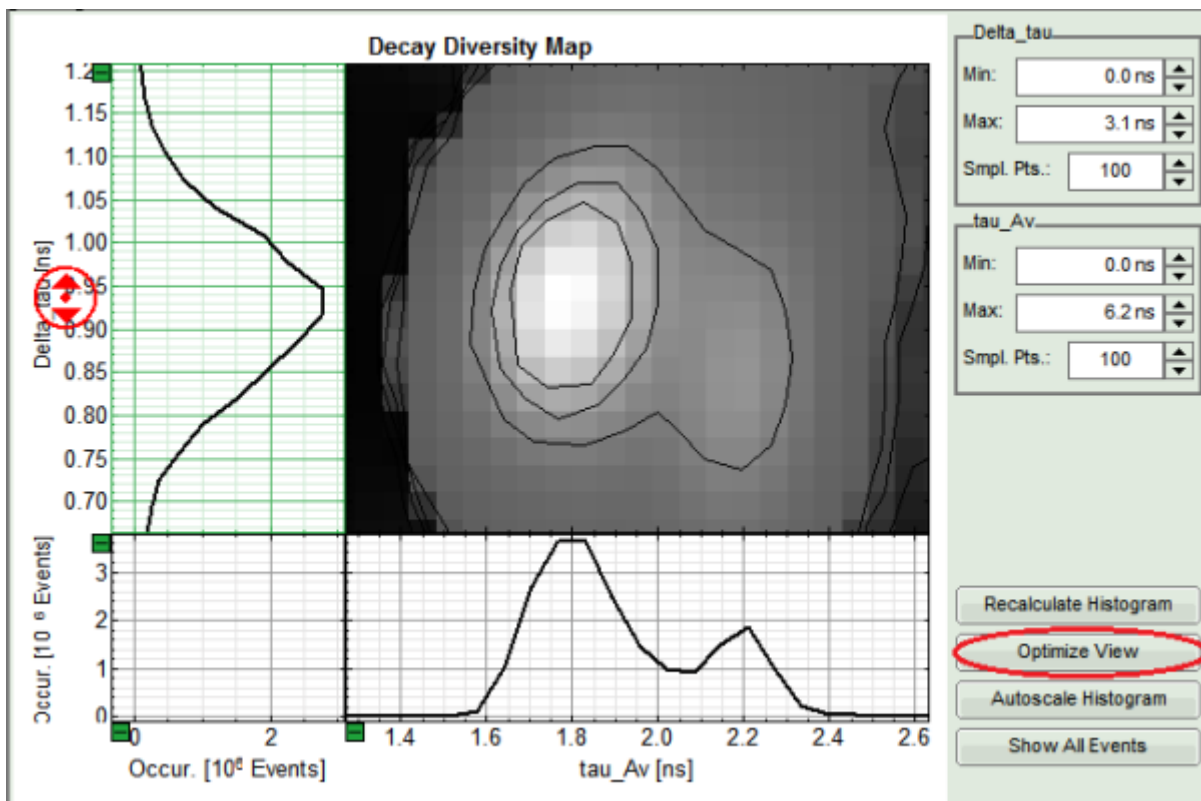 Decay Diversity Map
1.15
1.10
1.05
1.00
0.95
0.90
0.85
0.80
0.75
0.70
Delta_tau [ns]
3
2
1
0
Occur. [10 6 Events]
0 2
Occur. [10⁶ Events]
1.4 1.6 1.8 2.0 2.2 2.4 2.6
tau_Av [ns]
Delta_tau
Min: 0.0 ns
Max: 3.1 ns
Smpl. Pts.: 100
tau_Av
Min: 0.0 ns
Max: 6.2 ns
Smpl. Pts.: 100
Recalculate Histogram
Optimize View
Autoscale Histogram
Show All Events